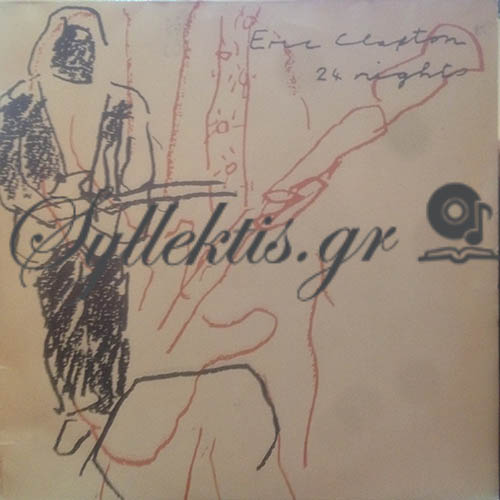 Eric Clapton
24 nights
Syllektis.gr